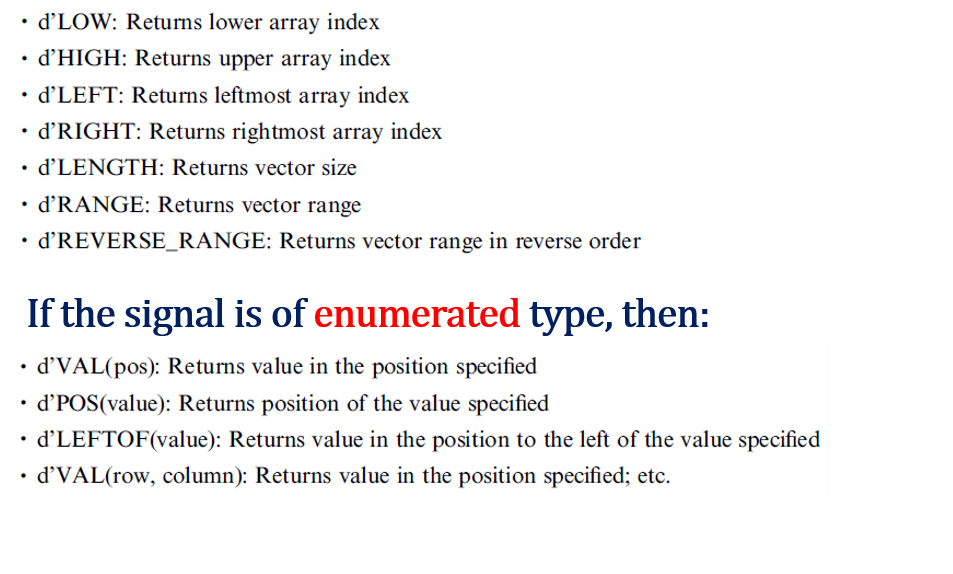 • d’LOW: Returns lower array index
• d’HIGH: Returns upper array index
• d’LEFT: Returns leftmost array index
• d’RIGHT: Returns rightmost array index
• d’LENGTH: Returns vector size
• d’RANGE: Returns vector range
• d’REVERSE_RANGE: Returns vector range in reverse order
If the signal is of enumerated type, then:
• d’VAL(pos): Returns value in the position specified
• d’POS(value): Returns position of the value specified
• d’LEFTOF(value): Returns value in the position to the left of the value specified
• d’VAL(row, column): Returns value in the position specified; etc.